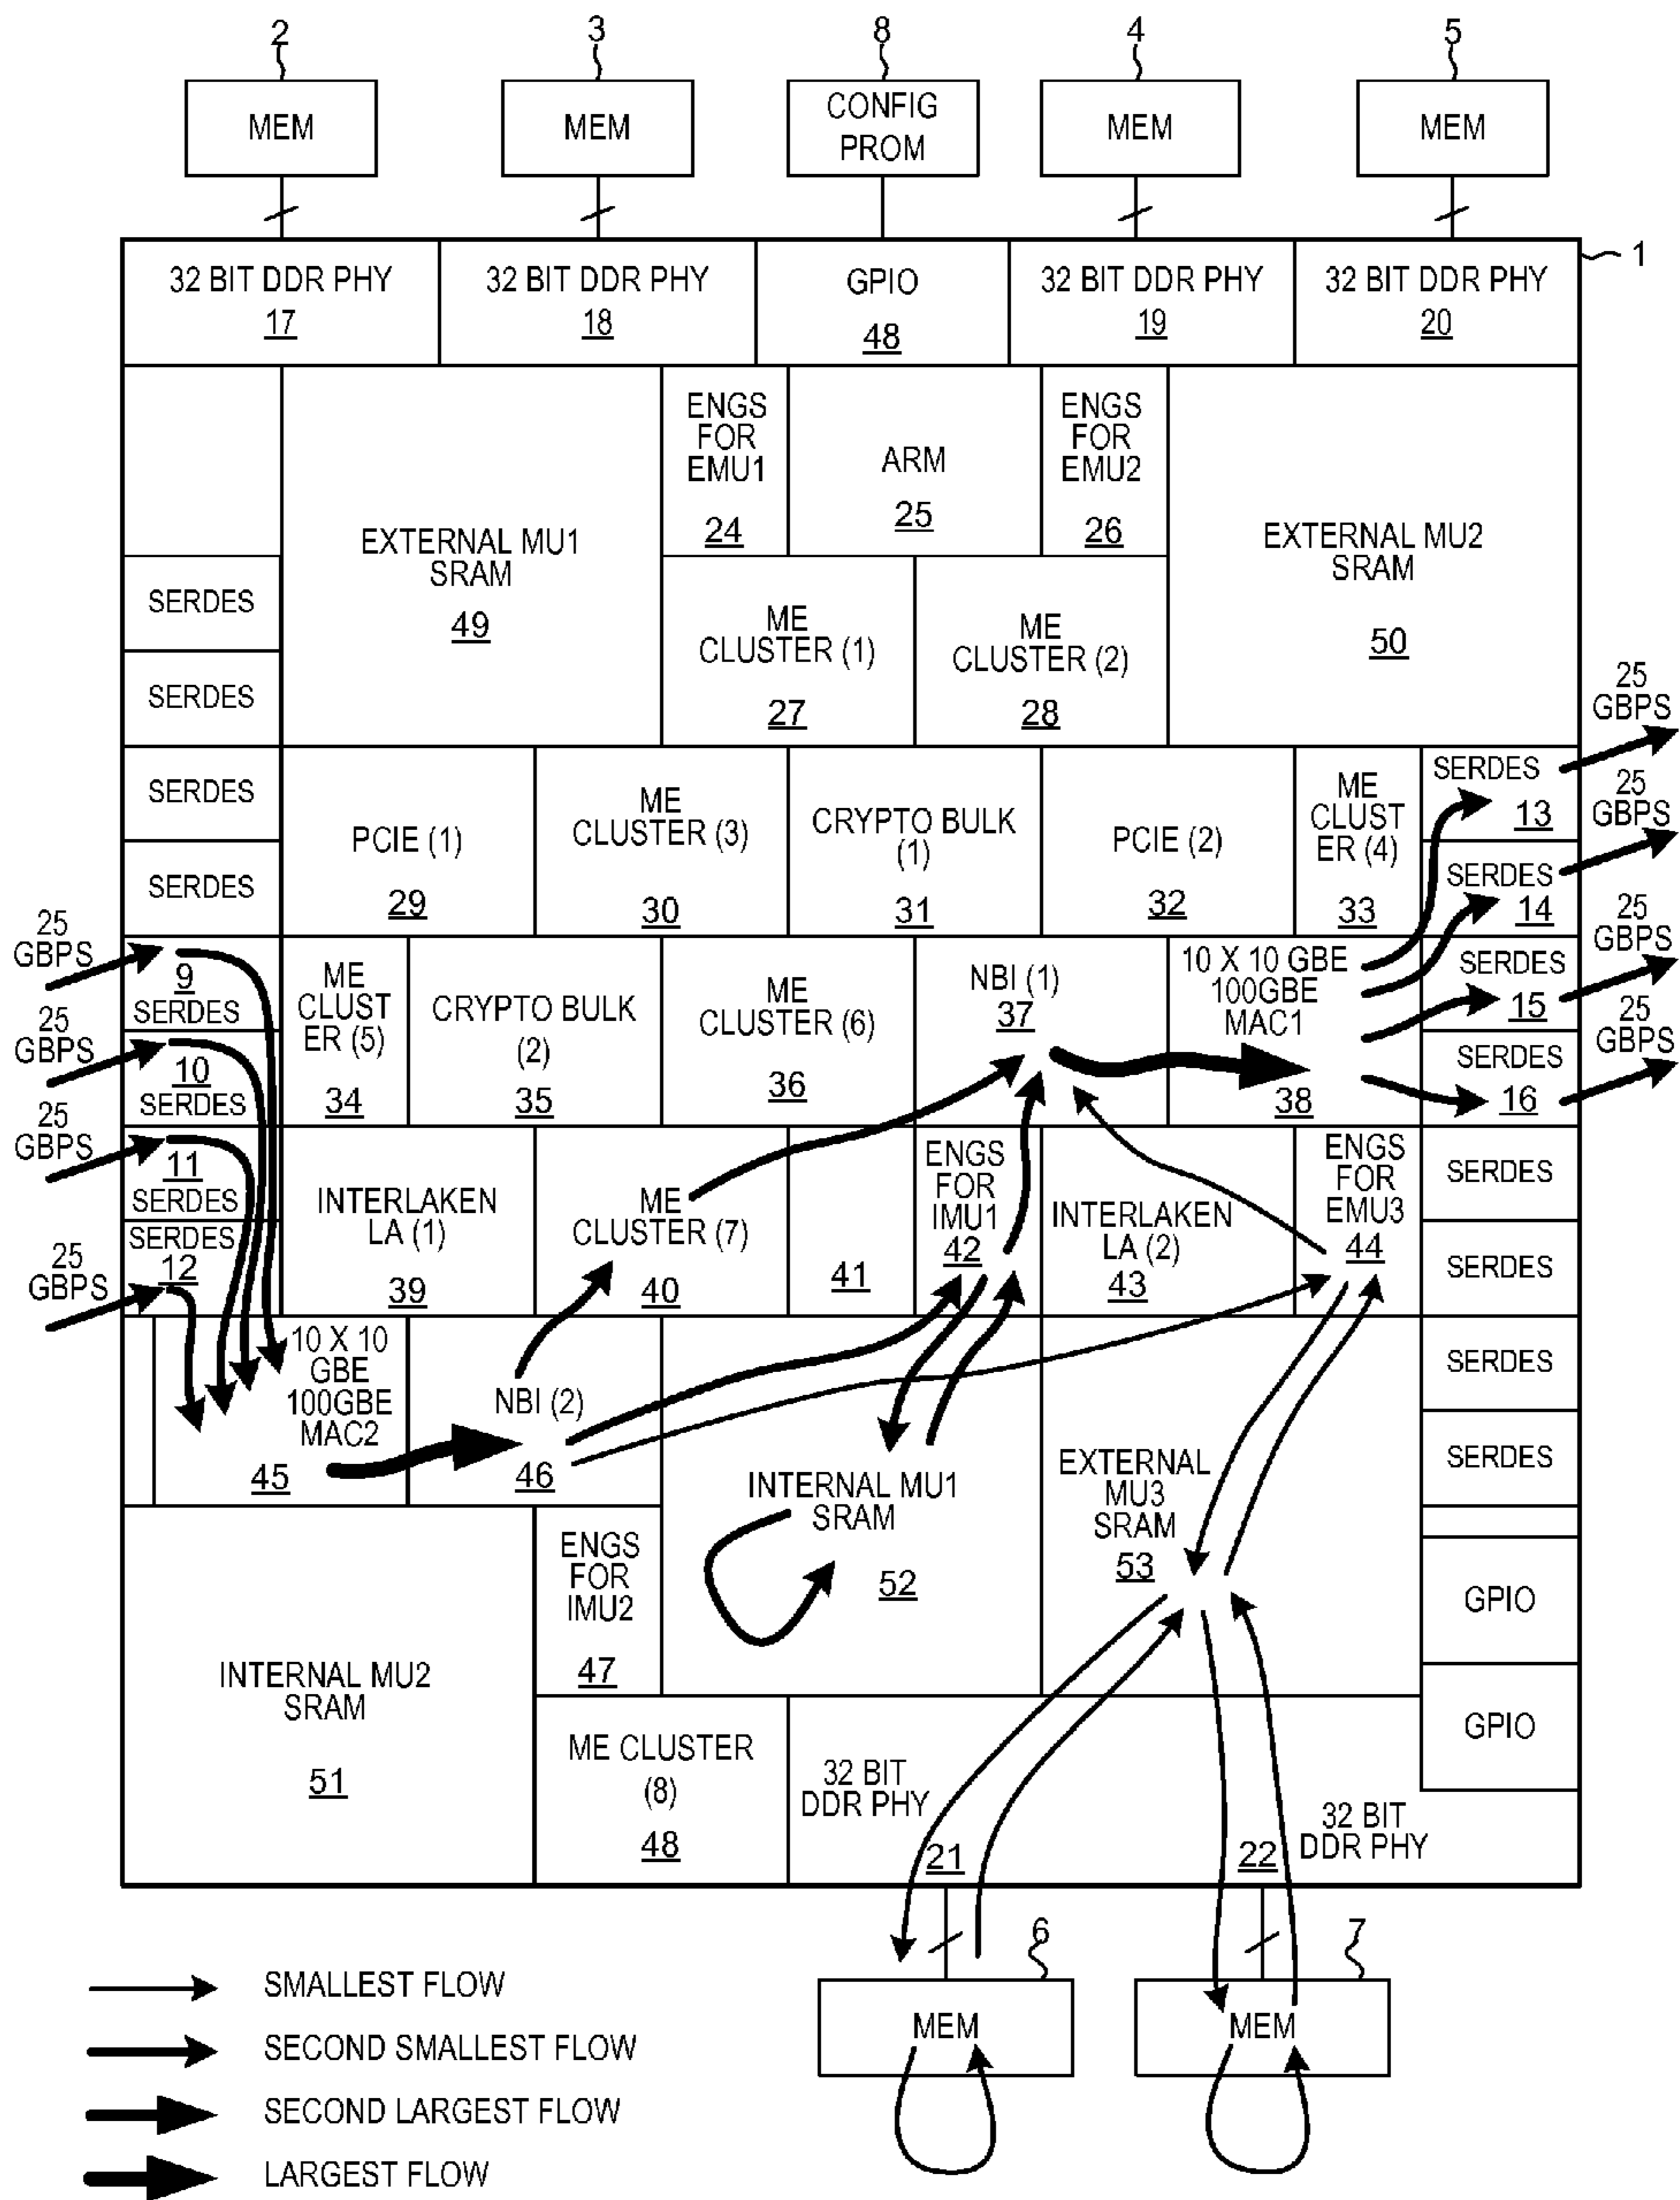 2
3
8
4
5
MEM
MEM
CONFIG
PROM
MEM
MEM
1
32 BIT DDR PHY
17
32 BIT DDR PHY
18
GPIO
48
32 BIT DDR PHY
19
32 BIT DDR PHY
20
EXTERNAL MU1
SRAM
49
ENGS
FOR
EMU1
24
ARM
25
ENGS
FOR
EMU2
26
EXTERNAL MU2
SRAM
50
SERDES
SERDES
ME
CLUSTER (1)
27
ME
CLUSTER (2)
28
SERDES
SERDES
PCIE (1)
29
ME
CLUSTER (3)
30
CRYPTO BULK
(1)
31
PCIE (2)
32
ME
CLUST
ER (4)
33
SERDES
13
SERDES
14
25
GBPS
25
GBPS
25
GBPS
25
GBPS
25
GBPS
25
GBPS
25
GBPS
25
GBPS
9
SERDES
10
SERDES
ME
CLUST
ER (5)
34
CRYPTO BULK
(2)
35
ME
CLUSTER (6)
36
NBI (1)
37
10 X 10 GBE
100GBE
MAC1
38
SERDES
15
SERDES
16
11
SERDES
SERDES
12
INTERLAKEN
LA (1)
39
ME
CLUSTER (7)
40
41
ENGS
FOR
IMU1
42
INTERLAKEN
LA (2)
43
ENGS
FOR
EMU3
44
SERDES
SERDES
10 X 10
GBE
100GBE
MAC2
45
NBI (2)
46
INTERNAL MU1
SRAM
52
EXTERNAL
MU3
SRAM
53
SERDES
SERDES
GPIO
GPIO
INTERNAL MU2
SRAM
51
ENGS
FOR
IMU2
47
ME CLUSTER
(8)
48
32 BIT
DDR PHY
21
22
32 BIT
DDR PHY
6
7
MEM
MEM
SMALLEST FLOW
SECOND SMALLEST FLOW
SECOND LARGEST FLOW
LARGEST FLOW